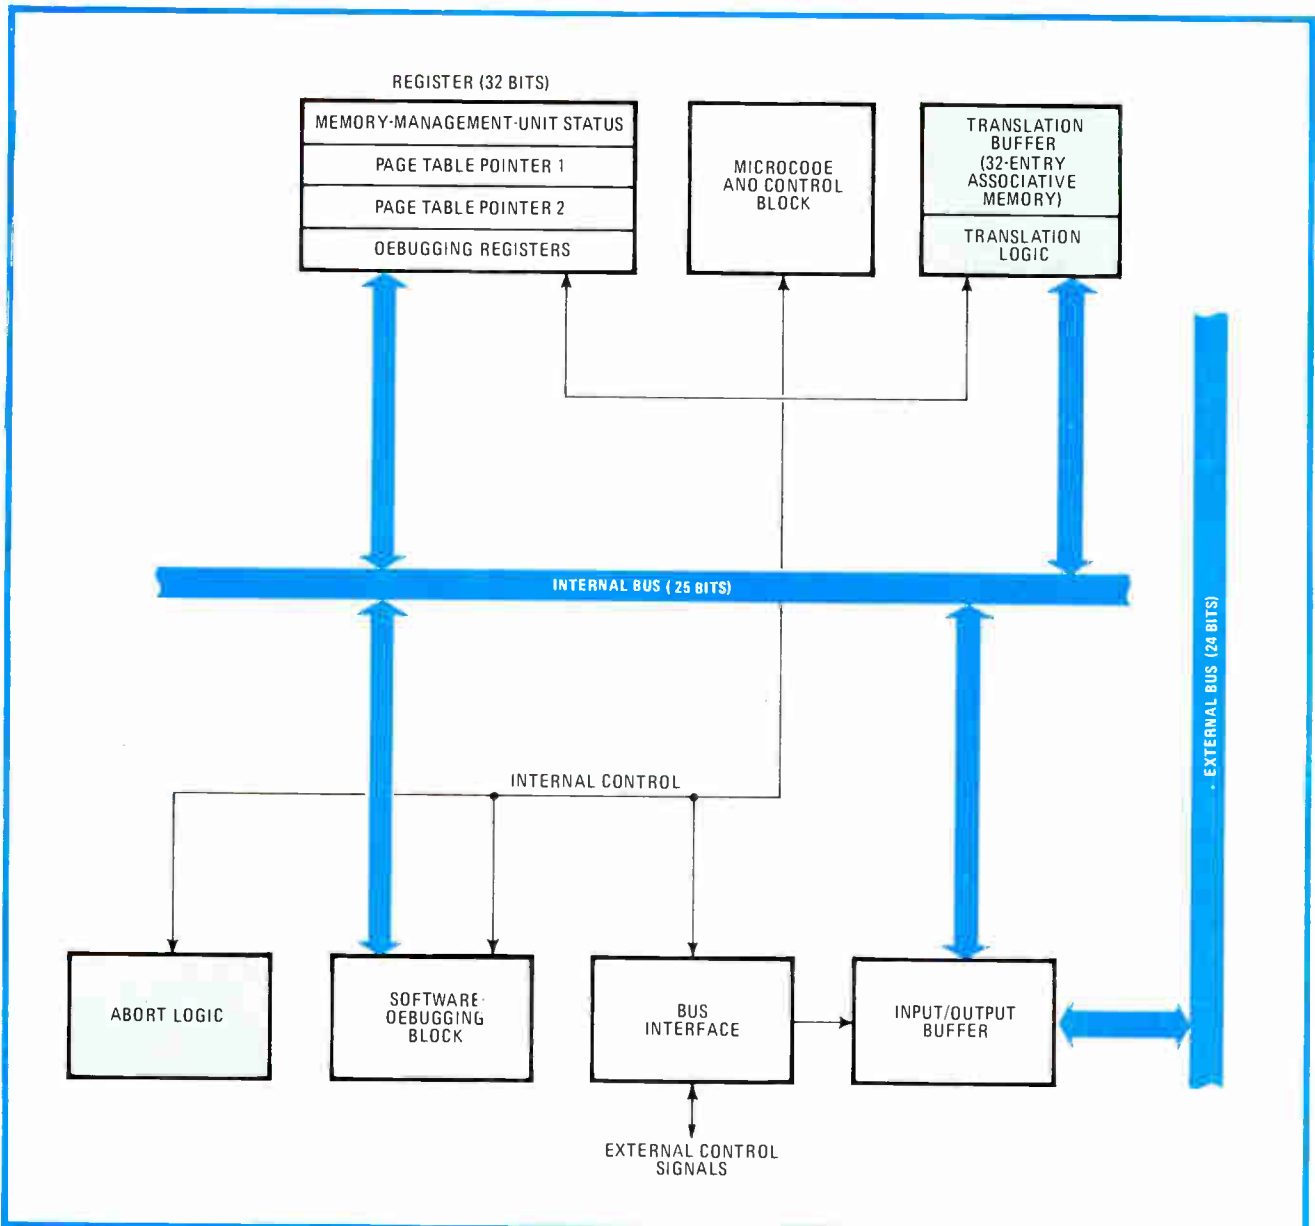 REGISTER (32 BITS)
MEMORY-MANAGEMENT-UNIT STATUS
PAGE TABLE POINTER 1
PAGE TABLE POINTER 2
OEBUGGING REGISTERS
MICROCOOE
ANO CONTROL
BLOCK
TRANSLATION
BUFFER
(32-ENTRY
ASSOCIATIVE
MEMORY)
TRANSLATION
LOGIC
INTERNAL BUS (25 BITS)
EXTERNAL BUS (24 BITS)
INTERNAL CONTROL
ABORT LOGIC
SOFTWARE-
OEBUGGING
BLOCK
BUS
INTERFACE
INPUT/OUTPUT
BUFFER
EXTERNAL CONTROL
SIGNALS